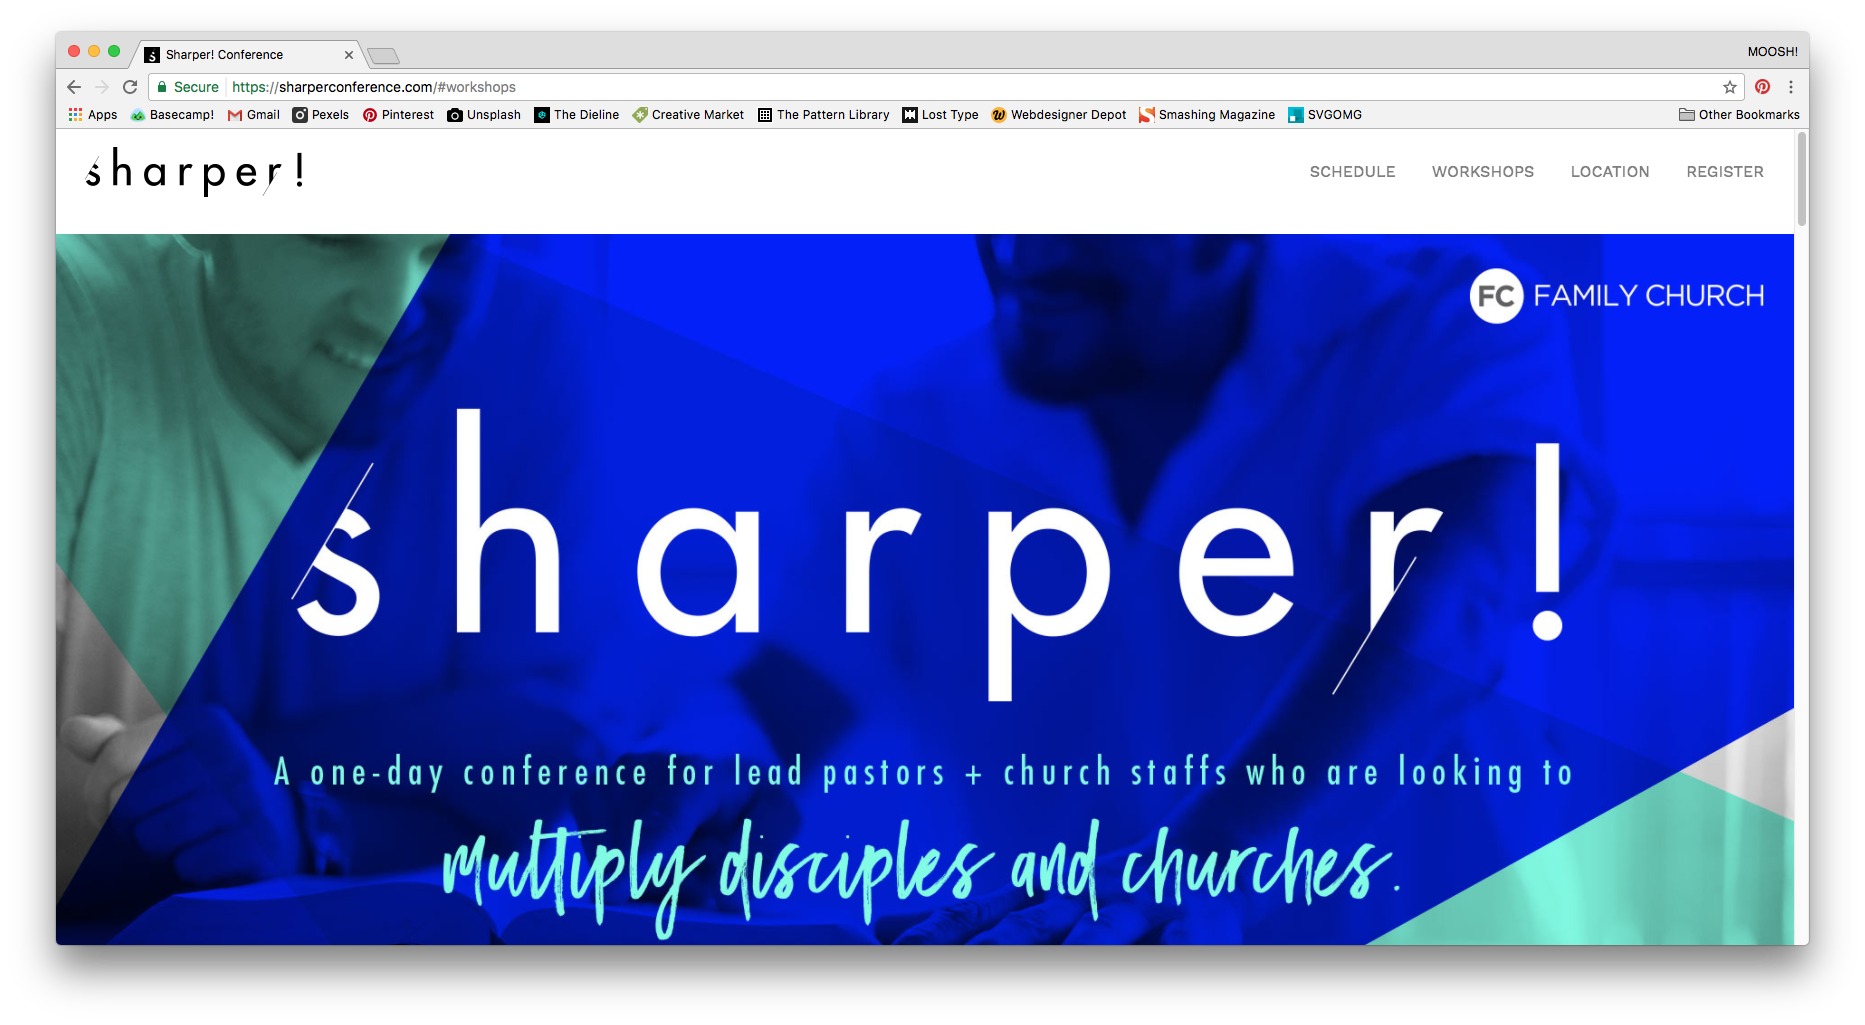 Sharper! Conference
MOOSH!
Secure https://sharperconference.com/#workshops
Apps Basecamp! Gmail Pexels Pinterest Unsplash The Dieline Creative Market The Pattern Library Lost Type Webdesigner Depot Smashing Magazine SVGOMG Other Bookmarks
sharper!
SCHEDULE WORKSHOPS LOCATION REGISTER
FC FAMILY CHURCH
sharper!
A one-day conference for lead pastors + church staffs who are looking to
multiply disciples and churches.